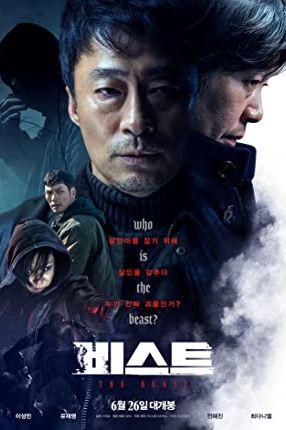 who
살인마를 잡기 위해
is
살인을 감추다
the
누가 진짜 괴물인가?
beast?
비스트
THE BEAST
6월 26일 대개봉
이성민 유재명 전혜진 최다니엘